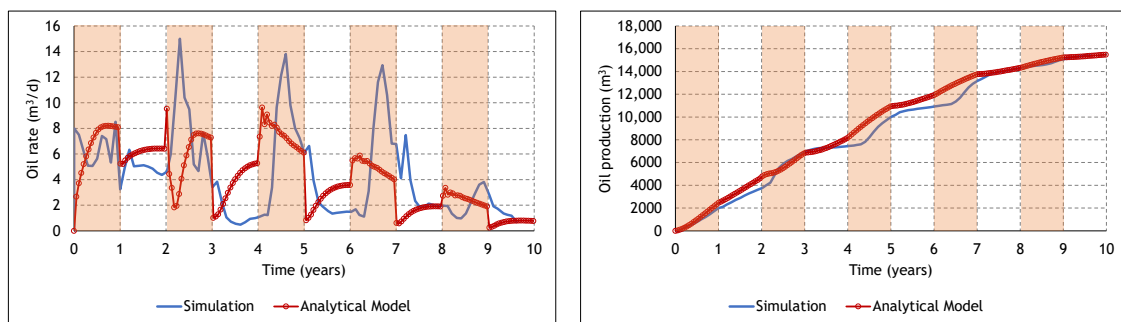 16
14
12
10
8
6
4
2
0
Oil rate (m³/d)
0 1 2 3 4 5 6 7 8 9 10
Time (years)
Simulation Analytical Model
18,000
16,000
14,000
12,000
10,000
8000
6000
4000
2000
0
Oil production (m³)
0 1 2 3 4 5 6 7 8 9 10
Time (years)
Simulation Analytical Model